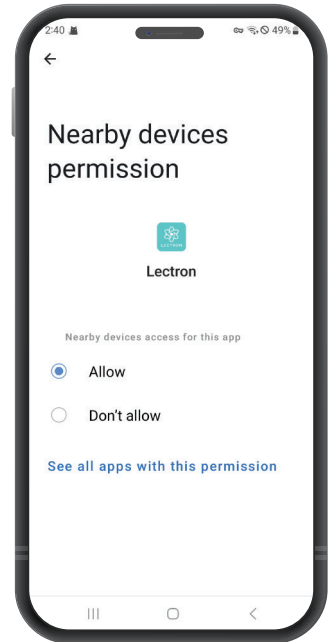 2:40 49%
Nearby devices
permission
LECTRON
Lectron
Nearby devices access for this app
Allow
Don't allow
See all apps with this permission